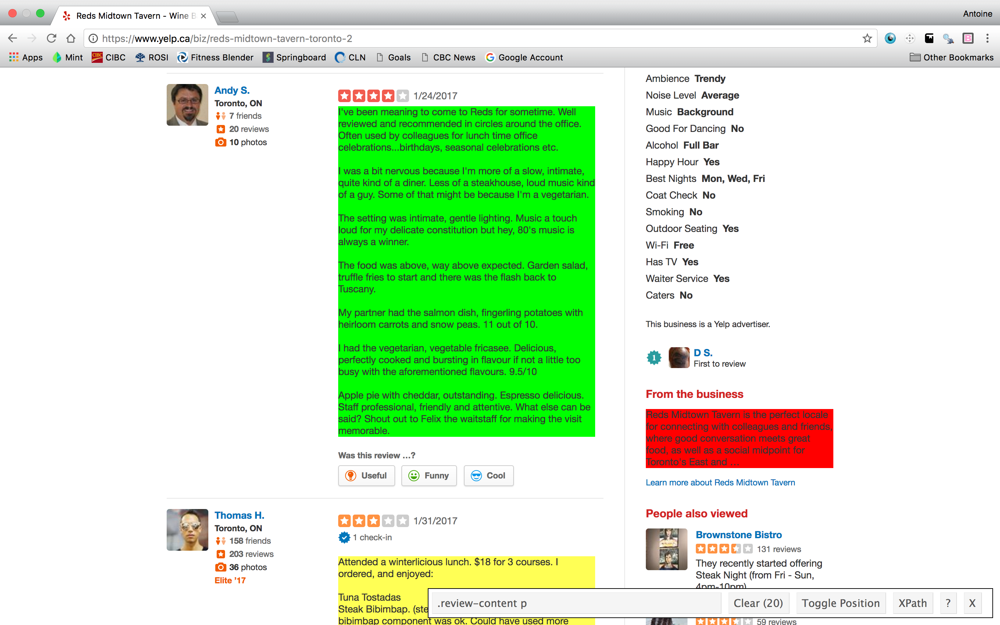 Reds Midtown Tavern - Wine B
Antoine
https://www.yelp.ca/biz/reds-midtown-tavern-toronto-2
Apps
Mint
CIBC
CIBC
ROSI
Fitness Blender
Springboard
CLN
Goals
CBC News
Google Account
Other Bookmarks
Andy S.
Toronto, ON
7 friends
20 reviews
10 photos
1/24/2017
I've been meaning to come to Reds for sometime. Well
reviewed and recommended in circles around the office.
Often used by colleagues for lunch time office
celebrations...birthdays, seasonal celebrations etc.
I was a bit nervous because I'm more of a slow, intimate,
quite kind of a diner. Less of a steakhouse, loud music kind
of a guy. Some of that might be because I'm a vegetarian.
The setting was intimate, gentle lighting. Music a touch
loud for my delicate constitution but hey, 80's music is
always a winner.
The food was above, way above expected. Garden salad,
truffle fries to start and there was the flash back to
Tuscany.
My partner had the salmon dish, fingerling potatoes with
heirloom carrots and snow peas. 11 out of 10.
I had the vegetarian, vegetable fricasee. Delicious,
perfectly cooked and bursting in flavour if not a little too
busy with the aforementioned flavours. 9.5/10
Apple pie with cheddar, outstanding. Espresso delicious.
Staff professional, friendly and attentive. What else can be
said? Shout out to Felix the waitstaff for making the visit
memorable.
Was this review ...?
Useful
Funny
Cool
Thomas H.
Toronto, ON
158 friends
203 reviews
36 photos
Elite ’17
1/31/2017
1 check-in
Attended a winterlicious lunch. $18 for 3 courses. I
ordered, and enjoyed:
Tuna Tostadas
Steak Bibimbap. (ste
bibimbap component was ok. Could have used more
Ambience Trendy
Noise Level Average
Music Background
Good For Dancing No
Alcohol Full Bar
Happy Hour Yes
Best Nights Mon, Wed, Fri
Coat Check No
Smoking No
Outdoor Seating Yes
Wi-Fi Free
Has TV Yes
Waiter Service Yes
Caters No
This business is a Yelp advertiser.
1
D S.
First to review
From the business
Reds Midtown Tavern is the perfect locale
for connecting with colleagues and friends,
where good conversation meets great
food, as well as a social midpoint for
Toronto's East and …
Learn more about Reds Midtown Tavern
People also viewed
Brownstone Bistro
131 reviews
They recently started offering
Steak Night (from Fri - Sun,
4pm-10pm)
59 reviews
.review-content p
Clear (20)
Toggle Position
XPath
?
X